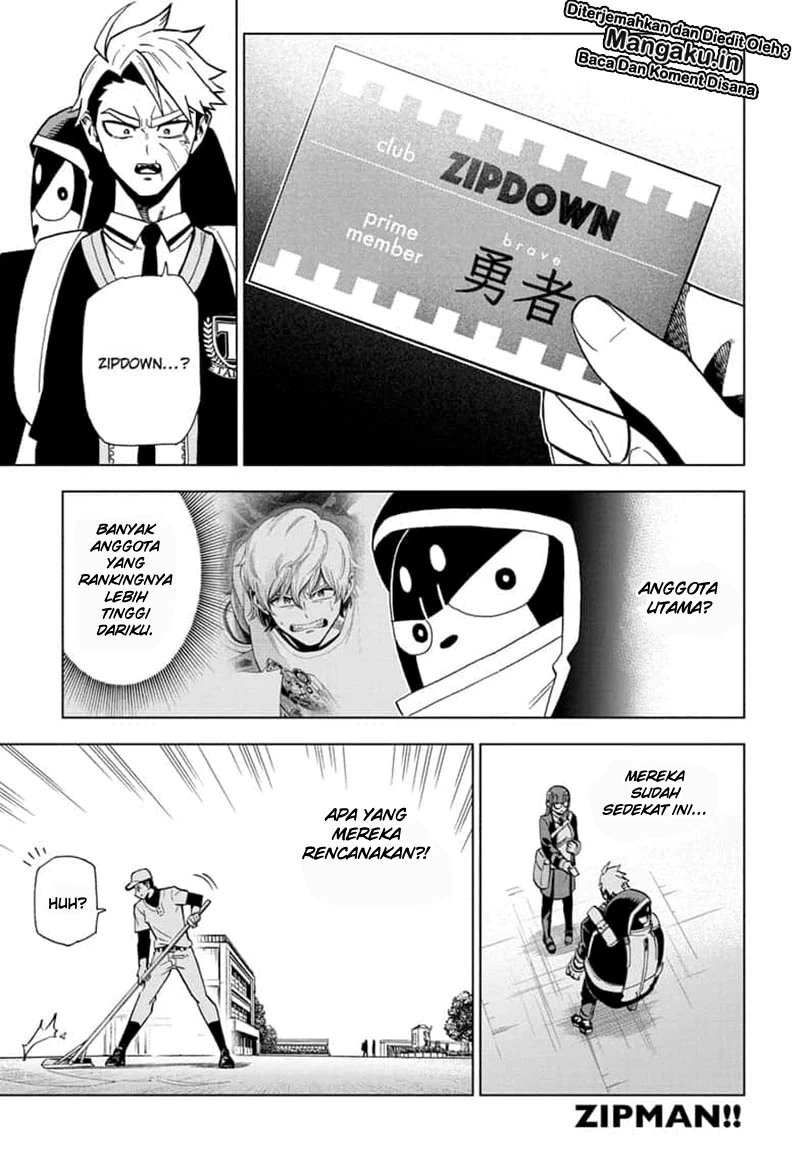 Diterjemahkan dan Diedit Oleh:
Mangaku.in
Baca Dan Koment Disana
club
ZIPDOWN
prime
member
brave
勇者
ZIPDOWN...?
ANGGOTA
UTAMA?
BANYAK
ANGGOTA
YANG
RANKINGNYA
LEBIH
TINGGI
DARIKU.
MEREKA
SUDAH
SEDEKAT INI...
APA YANG
MEREKA
RENCANAKAN?!
HUH?
ZIPMAN!!